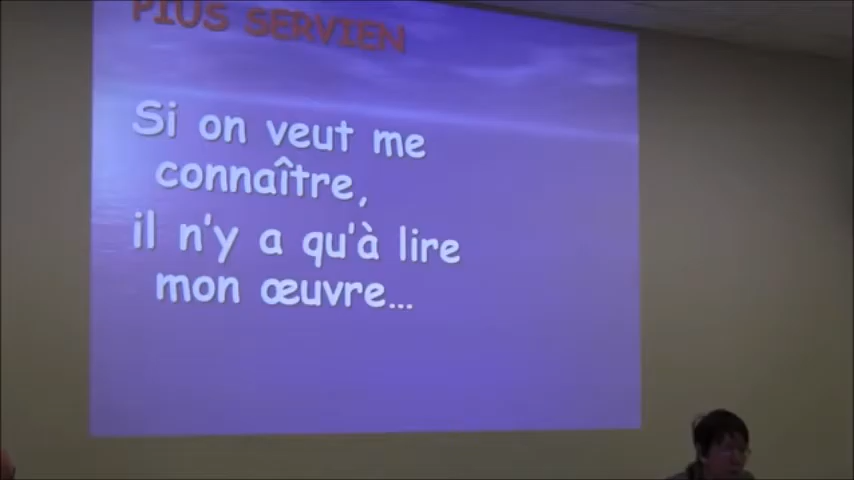 PIUS SERVIEN
Si on veut me
connaître,
il n'y a qu'à lire
mon œuvre...